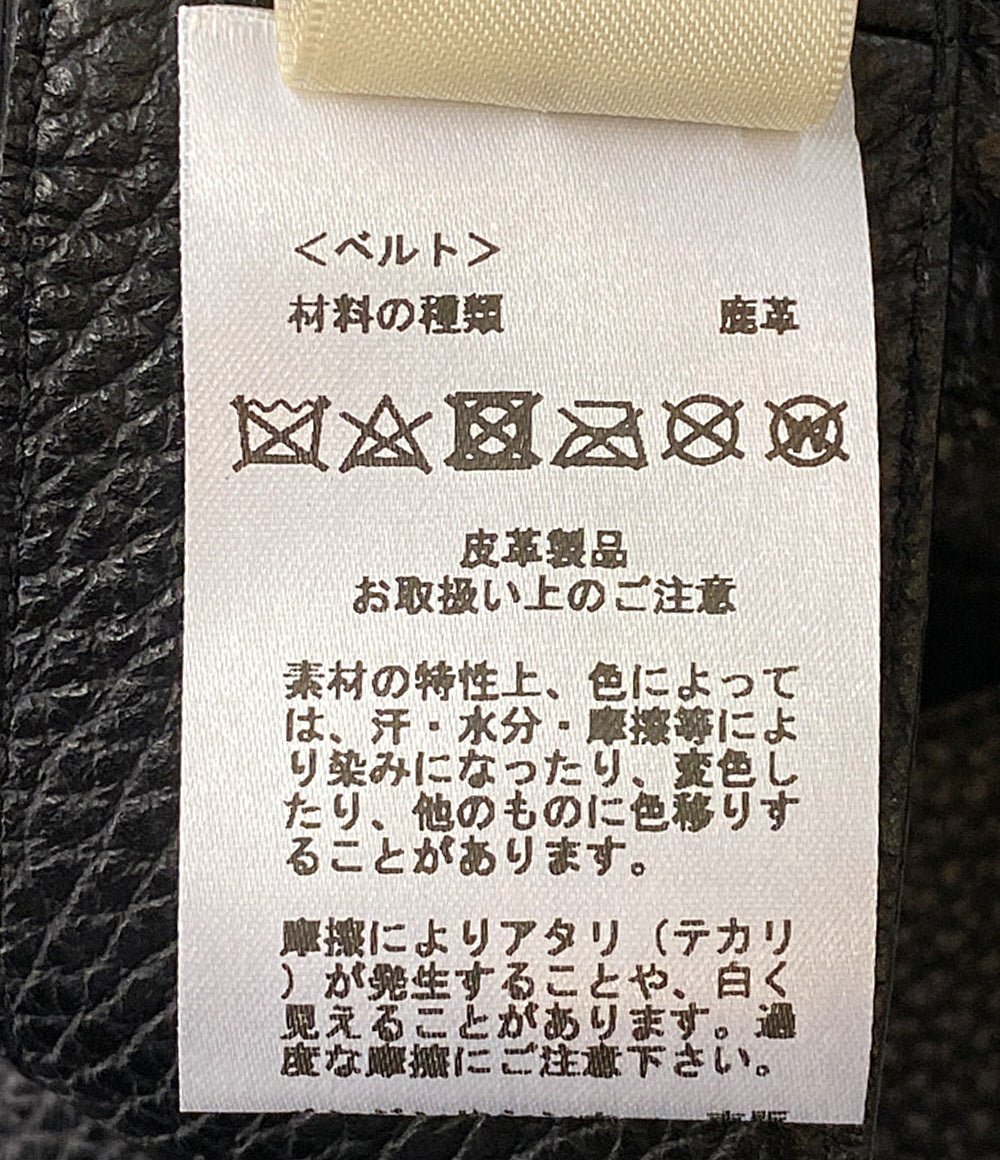 ＜ベルト＞
材料の種類 鹿革
皮革製品
お取扱い上のご注意
素材の特性上、色によって
は、汗・水分・摩擦等によ
り染みになったり、変色し
たり、他のものに色移りす
ることがあります。
摩擦によりアタリ（テカリ
）が発生することや、白く
見えることがあります。過
度な摩擦にご注意下さい。